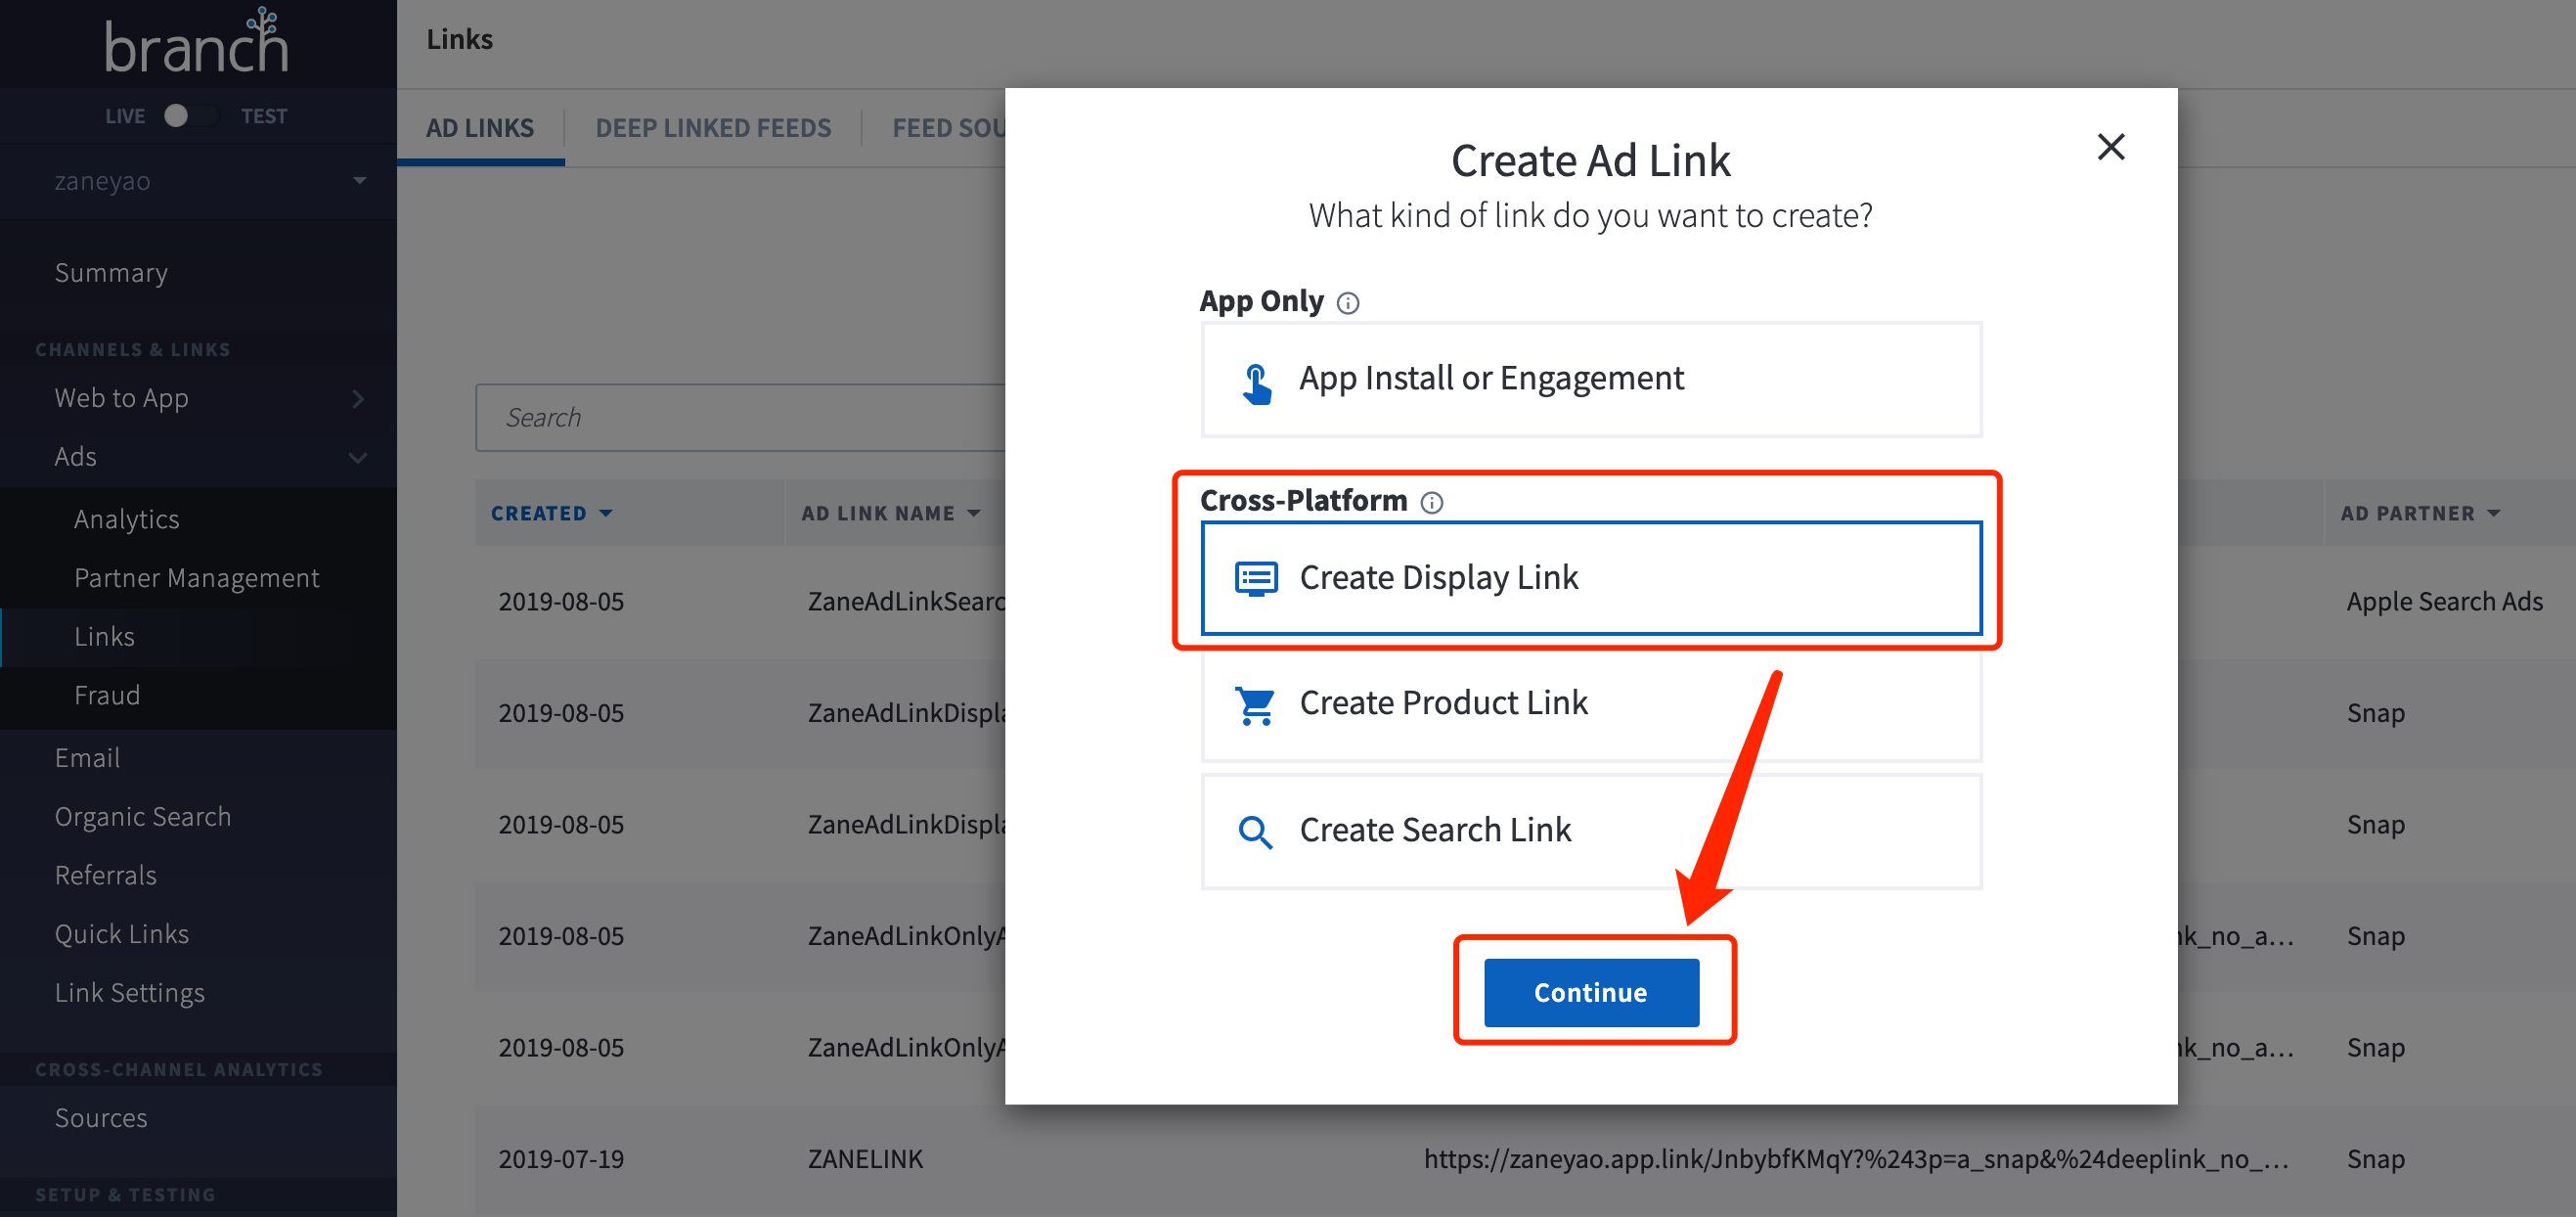 branch
LIVE TEST
zaneyao
Summary
CHANNELS & LINKS
Web to App
Ads
Analytics
Partner Management
Links
Fraud
Email
Organic Search
Referrals
Quick Links
Link Settings
CROSS-CHANNEL ANALYTICS
Sources
SETUP & TESTING
Links
AD LINKS DEEP LINKED FEEDS FEED SOU
Search
CREATED AD LINK NAME AD PARTNER
2019-08-05 ZaneAdLinkSearc Apple Search Ads
2019-08-05 ZaneAdLinkDispla Snap
2019-08-05 ZaneAdLinkDispla Snap
2019-08-05 ZaneAdLinkOnlyA nk_no_a... Snap
2019-08-05 ZaneAdLinkOnlyA nk_no_a... Snap
2019-07-19 ZANELINK https://zaneyao.app.link/JnbybfKMqY?%243p=a_snap&%24deeplink_no_... Snap
Create Ad Link
What kind of link do you want to create?
App Only
App Install or Engagement
Cross-Platform
Create Display Link
Create Product Link
Create Search Link
Continue